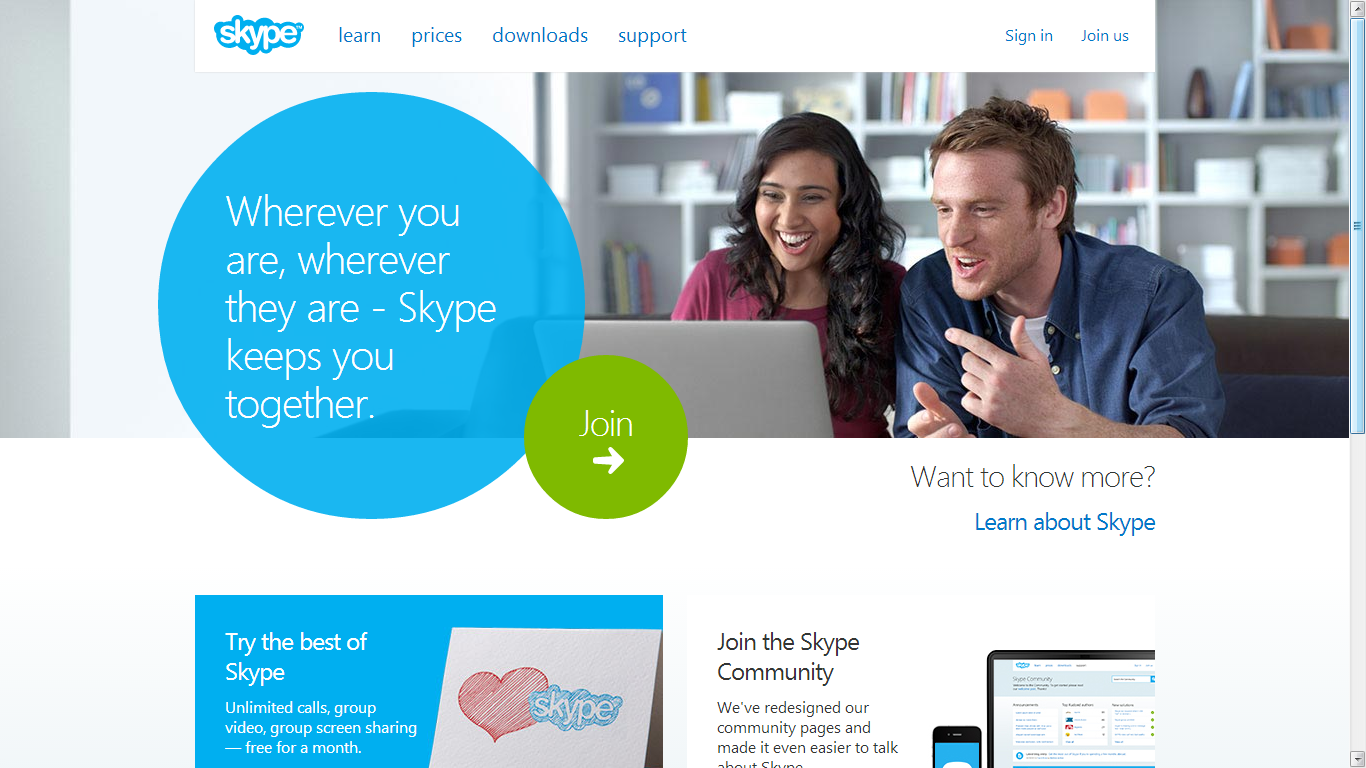 skype™
learn prices downloads support
Sign in Join us
Wherever you
are, wherever
they are - Skype
keeps you
together.
Join
Want to know more?
Learn about Skype
Try the best of
Skype
Unlimited calls, group
video, group screen sharing
— free for a month.
skype
Join the Skype
Community
We've redesigned our
community pages and
made it even easier to talk
about Skype
Skype Community